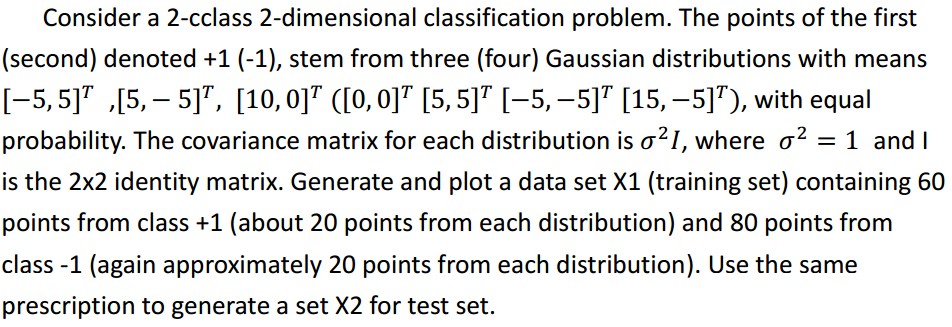 Consider a 2-cclass 2-dimensional classification problem. The points of the first
(second) denoted +1 (-1), stem from three (four) Gaussian distributions with means
[−5, 5]ᵀ ,[5, − 5]ᵀ, [10, 0]ᵀ ([0, 0]ᵀ [5, 5]ᵀ [−5, −5]ᵀ [15, −5]ᵀ), with equal
probability. The covariance matrix for each distribution is σ²I, where σ² = 1 and I
is the 2x2 identity matrix. Generate and plot a data set X1 (training set) containing 60
points from class +1 (about 20 points from each distribution) and 80 points from
class -1 (again approximately 20 points from each distribution). Use the same
prescription to generate a set X2 for test set.